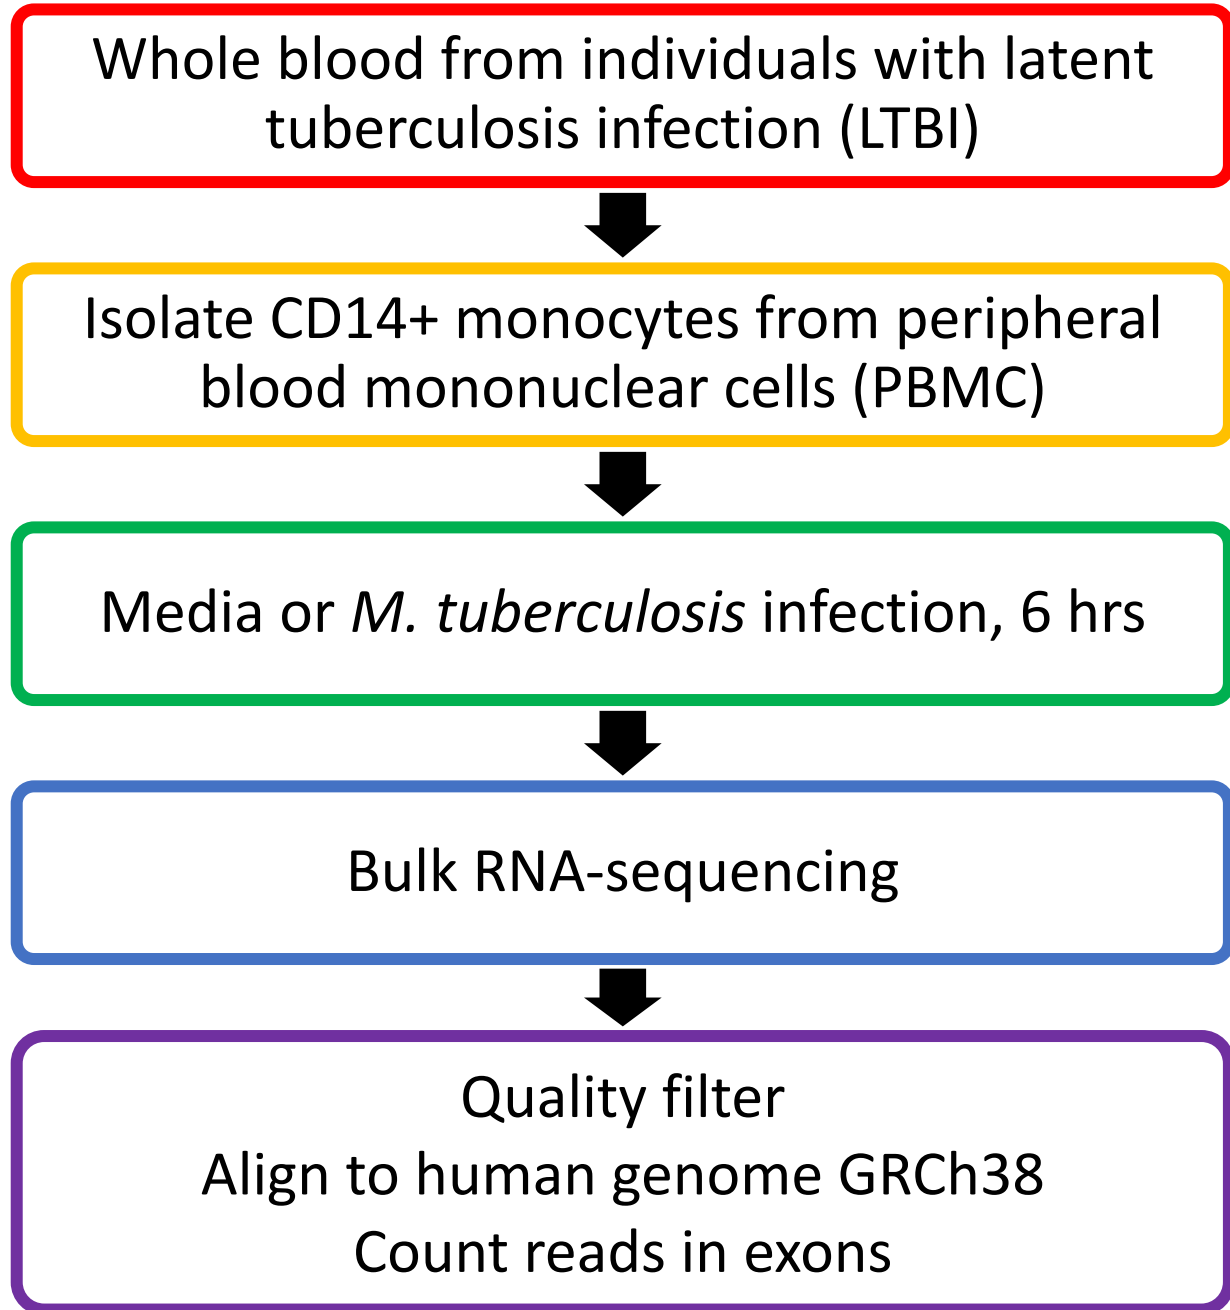 Whole blood from individuals with latent
tuberculosis infection (LTBI)
Isolate CD14+ monocytes from peripheral
blood mononuclear cells (PBMC)
Media or M. tuberculosis infection, 6 hrs
Bulk RNA-sequencing
Quality filter
Align to human genome GRCh38
Count reads in exons